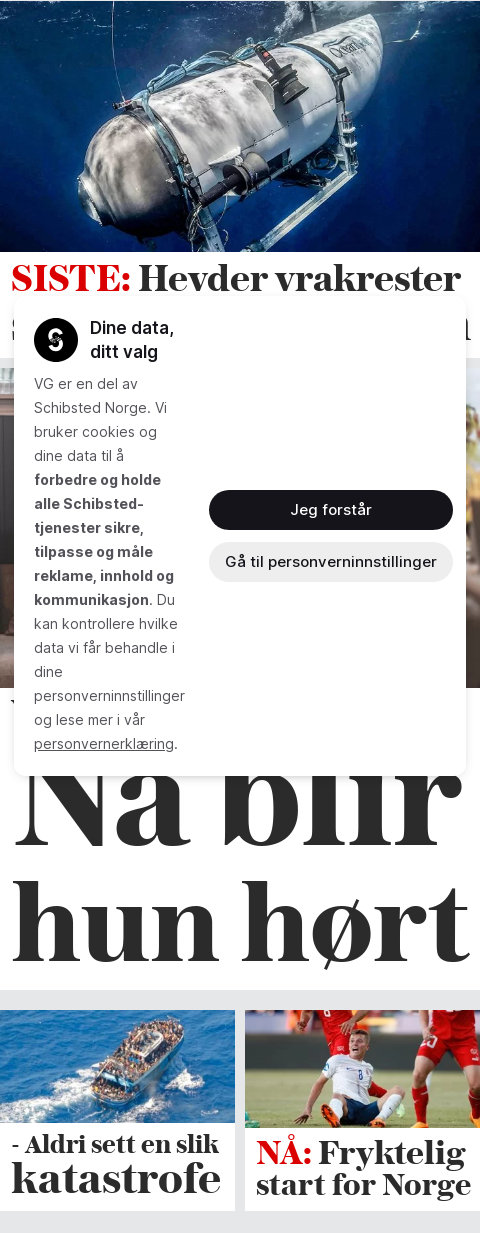 SISTE: Hevder vrakrester
Dine data,
ditt valg
VG er en del av
Schibsted Norge. Vi
bruker cookies og
dine data til å
forbedre og holde
alle Schibsted-
tjenester sikre,
tilpasse og måle
reklame, innhold og
kommunikasjon. Du
kan kontrollere hvilke
data vi får behandle i
dine
personverninnstillinger
og lese mer i vår
personvernerklæring.
Jeg forstår
Gå til personverninnstillinger
Nå blir
hun hørt
- Aldri sett en slik
katastrofe
NÅ: Fryktelig
start for Norge